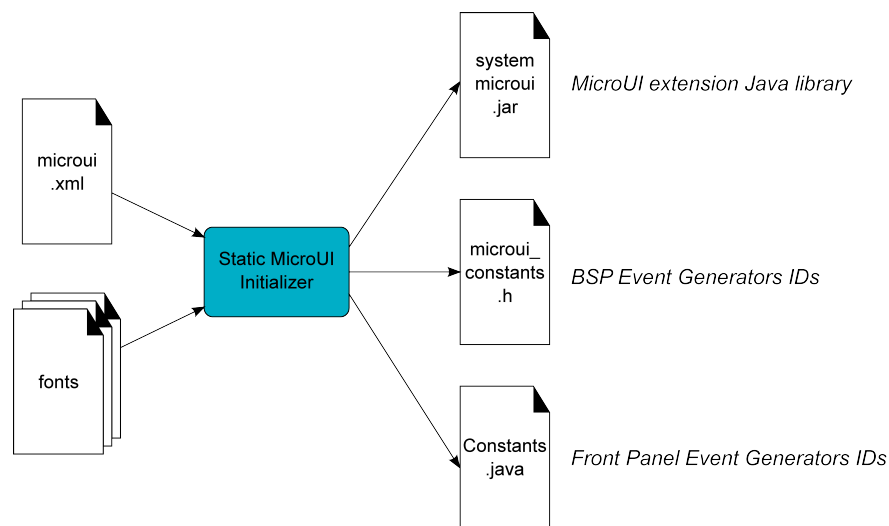 microui
.xml
fonts
Static MicroUI
Initializer
system
microui
.jar
MicroUI extension Java library
microui_
constants
.h
BSP Event Generators IDs
Constants
.java
Front Panel Event Generators IDs